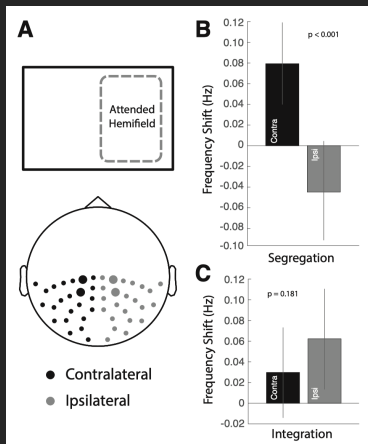 A
Attended
Hemifield
Contralateral
Ipsilateral
B
p < 0.001
Frequency Shift (Hz)
0.12
0.10
0.08
0.06
0.04
0.02
0
-0.02
-0.04
-0.06
-0.08
-0.10
Contra
Ipsi
Segregation
C
p = 0.181
Frequency Shift (Hz)
0.12
0.10
0.08
0.06
0.04
0.02
0
-0.02
Contra
Ipsi
Integration